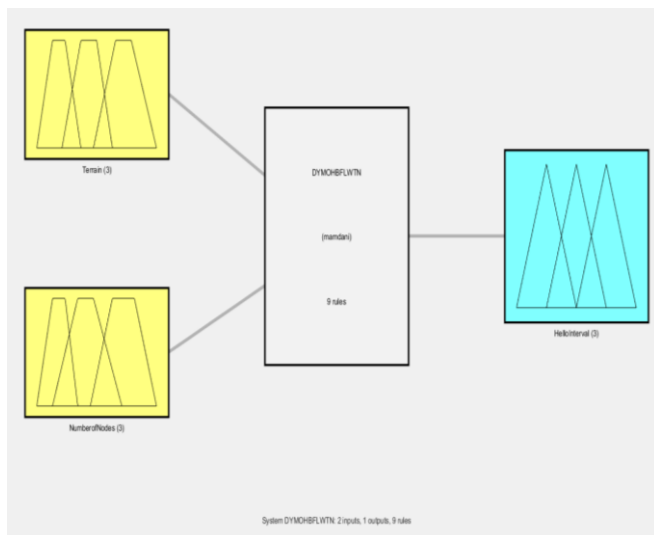 Terrain (3)
DYMOHBFLWTN
(mamdani)
9 rules
HelloInterval (3)
NumberofNodes (3)
System DYMOHBFLWTN: 2 inputs, 1 outputs, 9 rules